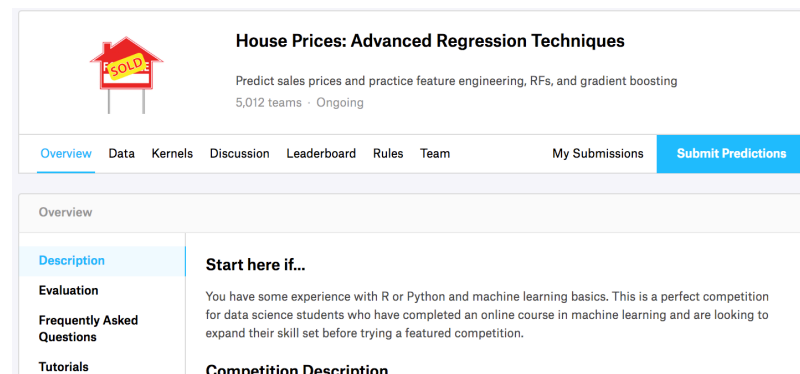 House Prices: Advanced Regression Techniques
SOLD
Predict sales prices and practice feature engineering, RFs, and gradient boosting
5,012 teams · Ongoing
Overview Data Kernels Discussion Leaderboard Rules Team My Submissions Submit Predictions
Overview
Description
Start here if...
Evaluation
You have some experience with R or Python and machine learning basics. This is a perfect competition
for data science students who have completed an online course in machine learning and are looking to
expand their skill set before trying a featured competition.
Frequently Asked
Questions
Tutorials
Competition Description